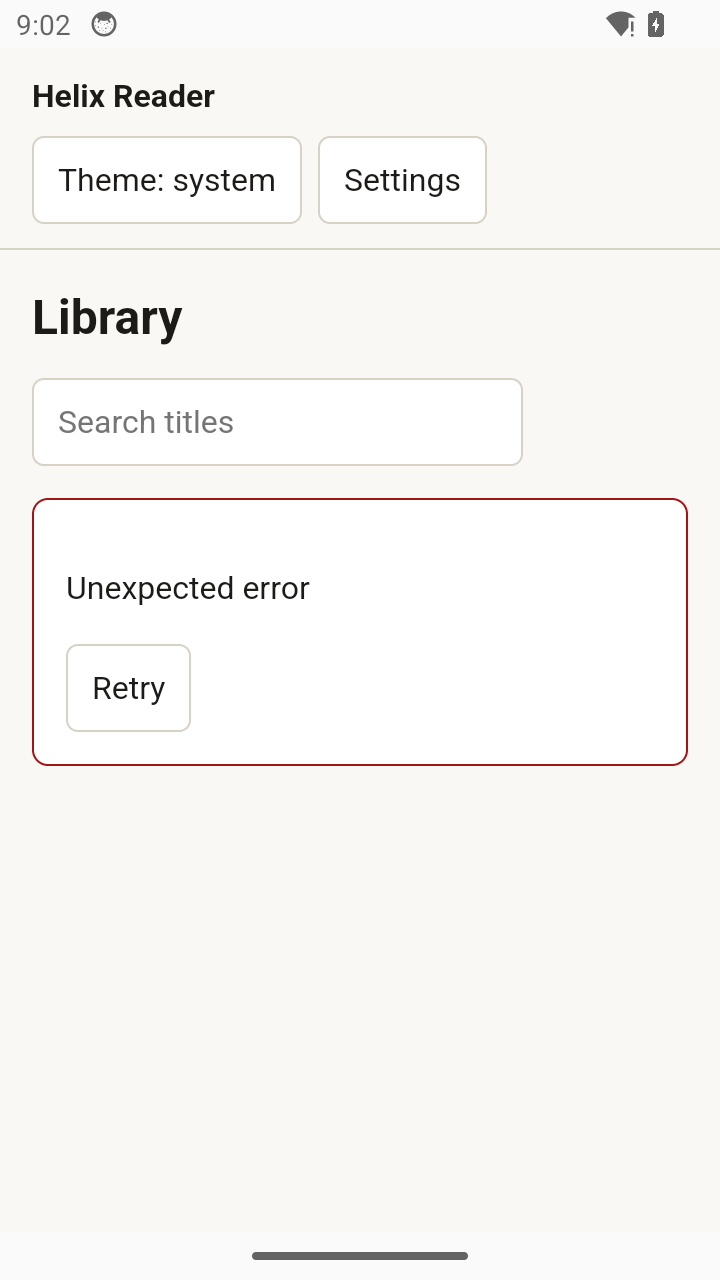 9:02
Helix Reader
Theme: system
Settings
Library
Search titles
Unexpected error
Retry